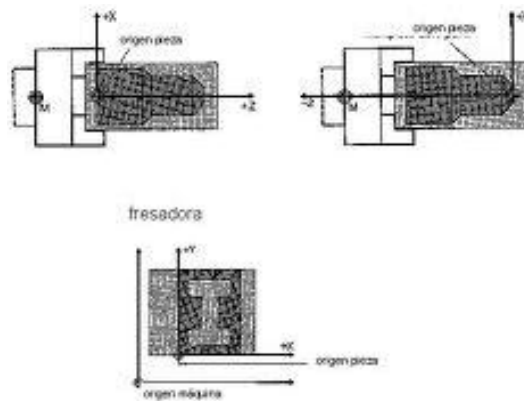 +X
origen pieza
M
+Z
+X
origen pieza
-Z
M
fresadora
+Y
+X
origen pieza
origen máquina